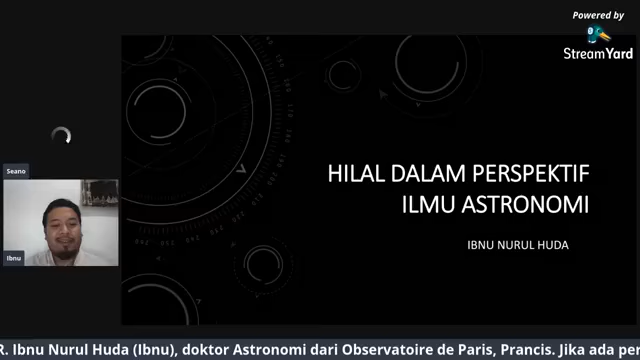 Powered by
StreamYard
Seano
Ibnu
HILAL DALAM PERSPEKTIF
ILMU ASTRONOMI
IBNU NURUL HUDA
R. Ibnu Nurul Huda (Ibnu), doktor Astronomi dari Observatoire de Paris, Prancis. Jika ada per